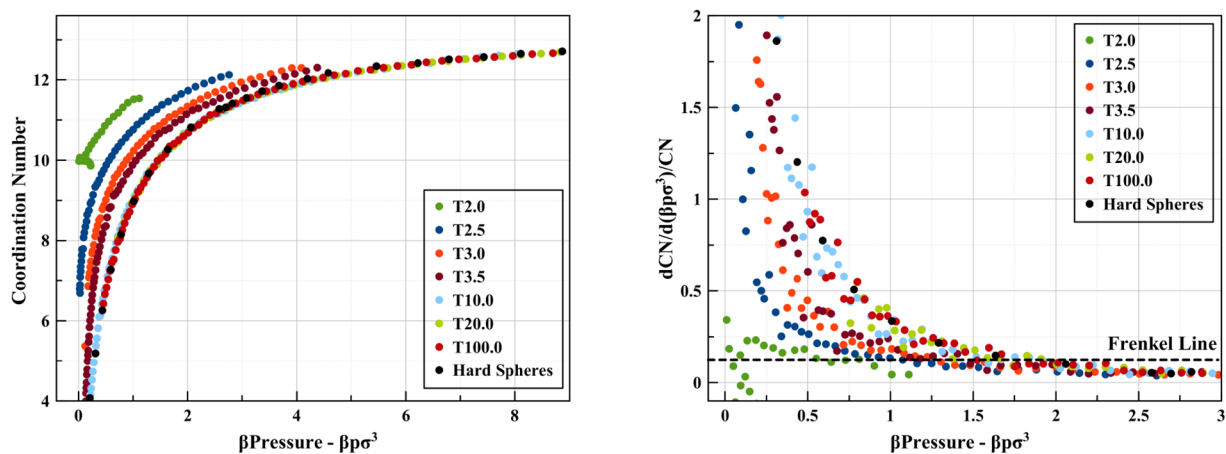 Coordination Number
12
10
8
6
4
0
2
4
6
8
βPressure - βpσ³
T2.0
T2.5
T3.0
T3.5
T10.0
T20.0
T100.0
Hard Spheres
dCN/d(βpσ³)/CN
2
1.5
1
0.5
0
0
0.5
1
1.5
2
2.5
3
βPressure - βpσ³
T2.0
T2.5
T3.0
T3.5
T10.0
T20.0
T100.0
Hard Spheres
Frenkel Line